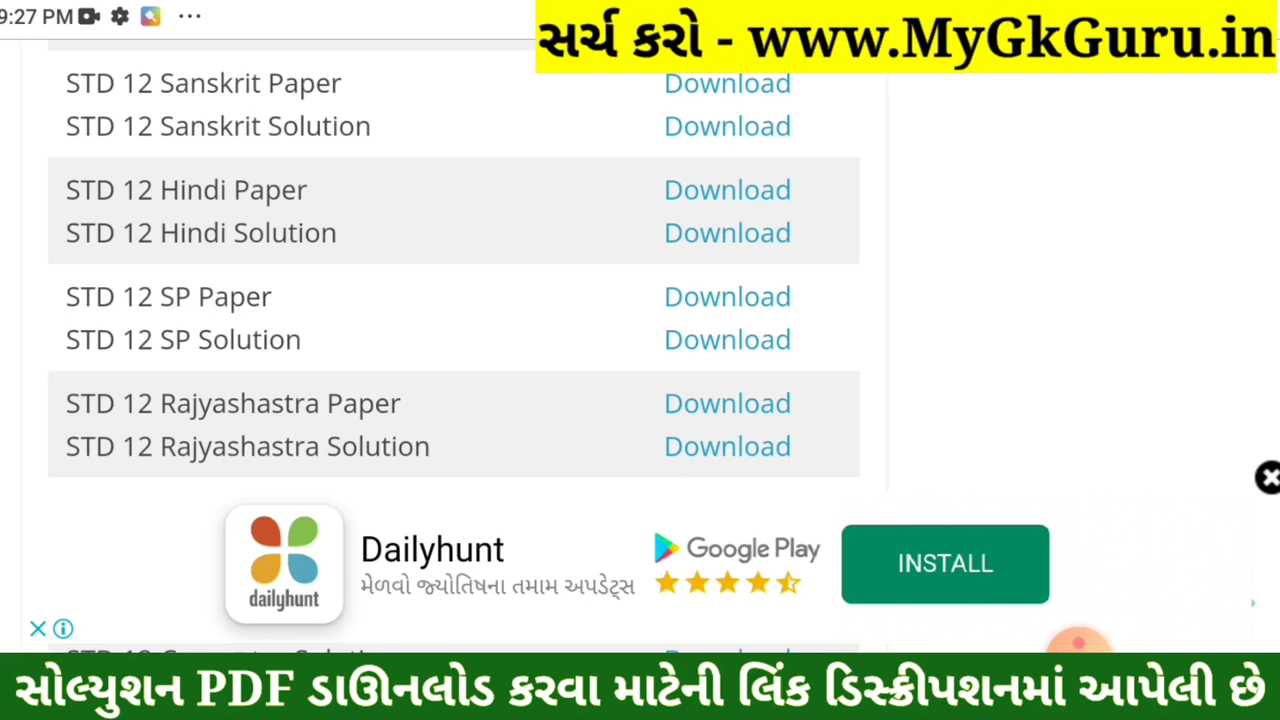 9:27 PM
સર્ચ કરો - www.MyGkGuru.in
STD 12 Sanskrit Paper Download
STD 12 Sanskrit Solution Download
STD 12 Hindi Paper Download
STD 12 Hindi Solution Download
STD 12 SP Paper Download
STD 12 SP Solution Download
STD 12 Rajyashastra Paper Download
STD 12 Rajyashastra Solution Download
dailyhunt
Dailyhunt
મેળવો જ્યોતિષના તમામ અપડેટ્સ
Google Play
INSTALL
સોલ્યુશન PDF ડાઊનલોડ કરવા માટેની લિંક ડિસ્ક્રીપશનમાં આપેલી છે